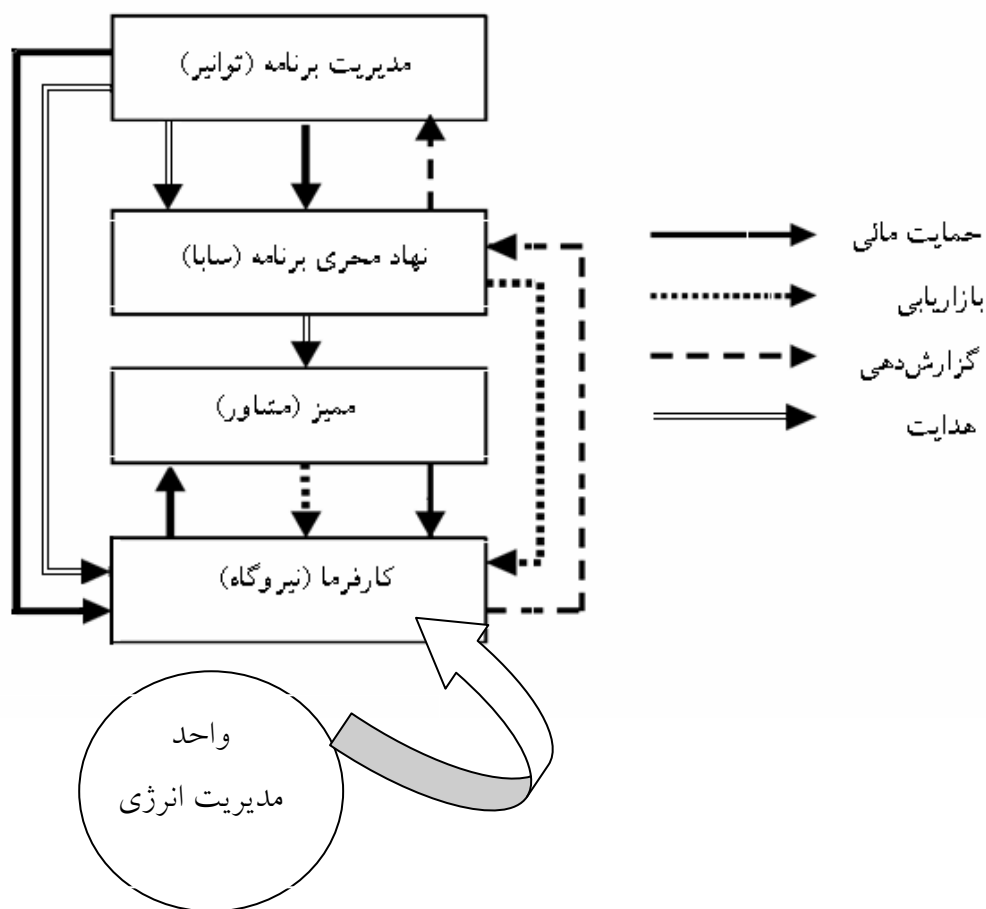 مدیریت برنامه (توانیر)
نهاد مجری برنامه (سابا)
ممیز (مشاور)
کارفرما (نیروگاه)
واحد
مدیریت انرژی
حمایت مالی
بازاریابی
گزارش‌دهی
هدایت